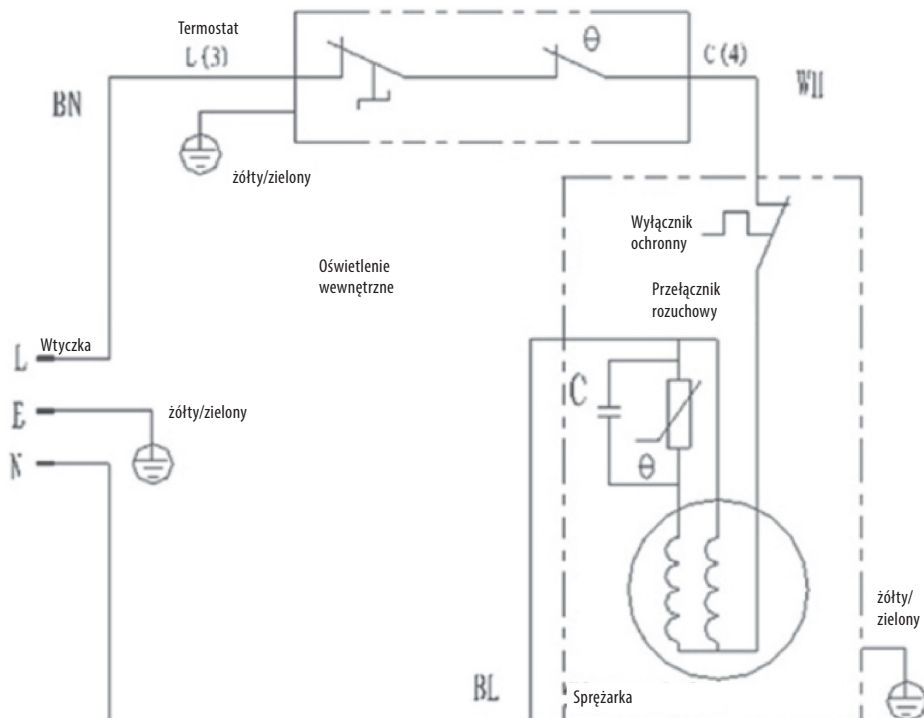 Termostat
L (3)
θ
C (4)
BN
WH
żółty/zielony
Wyłącznik
ochronny
Oświetlenie
wewnętrzne
Przełącznik
rozuchowy
Wtyczka
L
C
E
żółty/zielony
N
θ
żółty/
zielony
BL
Sprężarka